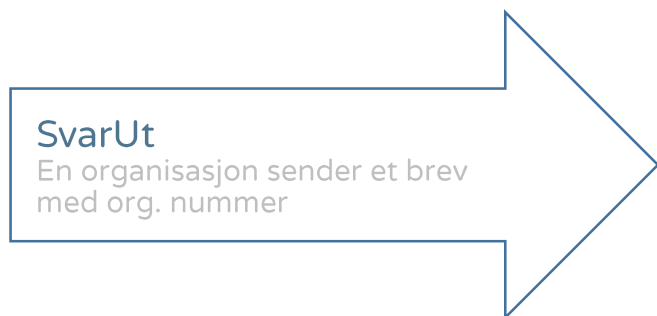 SvarUt
En organisasjon sender et brev
med org. nummer